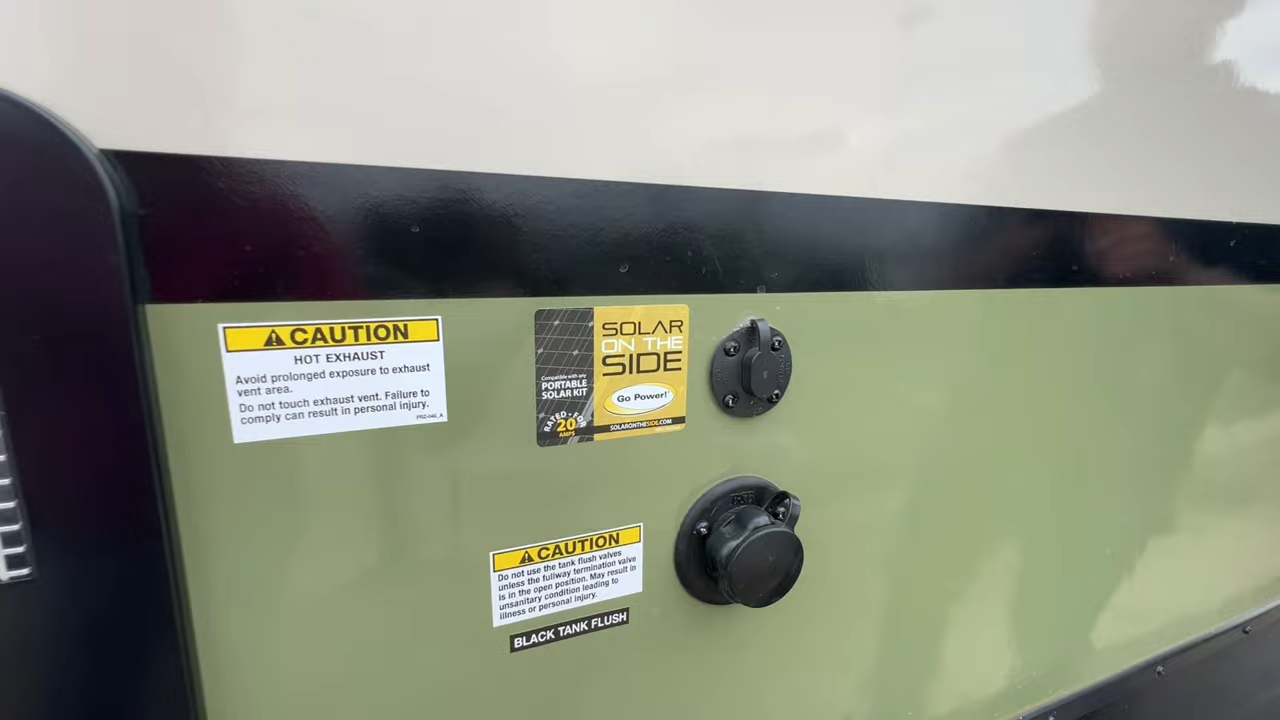 CAUTION
HOT EXHAUST
Avoid prolonged exposure to exhaust
vent area.
Do not touch exhaust vent. Failure to
comply can result in personal injury.
SOLAR
ON THE
SIDE
Compatible with any
PORTABLE
SOLAR KIT
Go Power!
RATED FOR
20
AMPS
SOLARONTHESIDE.COM
CAUTION
Do not use the tank flush valves
unless the fullway termination valve
is in the open position. May result in
unsanitary condition leading to
illness or personal injury.
BLACK TANK FLUSH